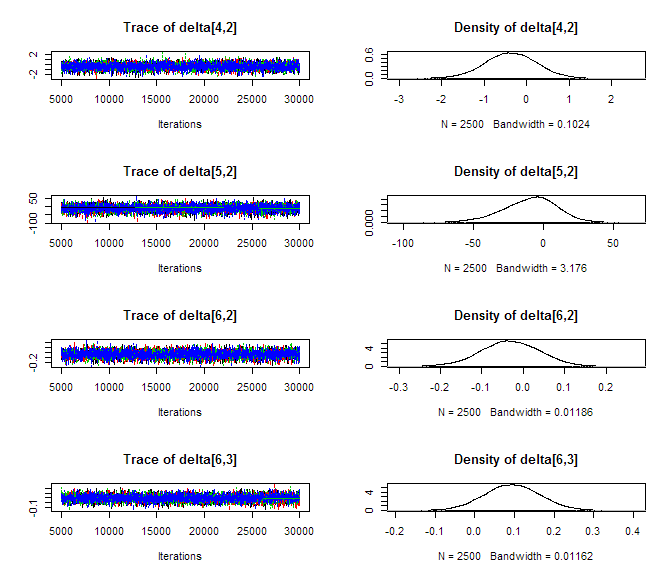 Trace of delta[4,2]
2
-2
5000 10000 15000 20000 25000 30000
Iterations
Density of delta[4,2]
0.6
0.0
-3 -2 -1 0 1 2
N = 2500 Bandwidth = 0.1024
Trace of delta[5,2]
50
-100
5000 10000 15000 20000 25000 30000
Iterations
Density of delta[5,2]
0.000
-100 -50 0 50
N = 2500 Bandwidth = 3.176
Trace of delta[6,2]
-0.2
5000 10000 15000 20000 25000 30000
Iterations
Density of delta[6,2]
4
0
-0.3 -0.2 -0.1 0.0 0.1 0.2
N = 2500 Bandwidth = 0.01186
Trace of delta[6,3]
-0.1
5000 10000 15000 20000 25000 30000
Iterations
Density of delta[6,3]
4
0
-0.2 -0.1 0.0 0.1 0.2 0.3 0.4
N = 2500 Bandwidth = 0.01162